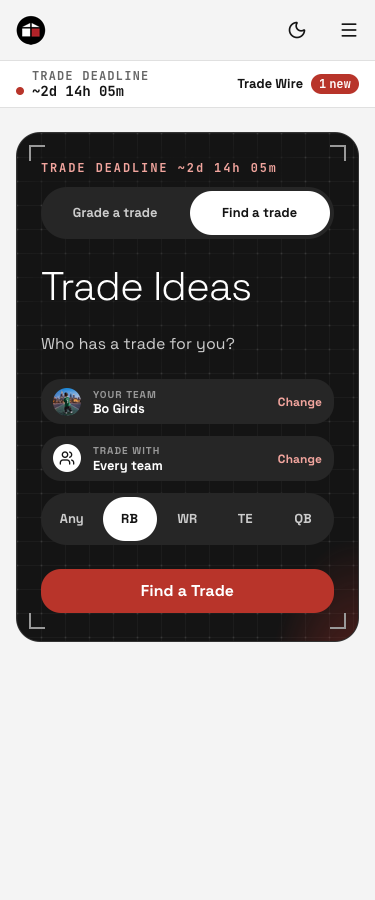 TRADE DEADLINE
~2d 14h 05m
Trade Wire
1 new
TRADE DEADLINE ~2d 14h 05m
Grade a trade
Find a trade
Trade Ideas
Who has a trade for you?
YOUR TEAM
Bo Girds
Change
TRADE WITH
Every team
Change
Any RB WR TE QB
Find a Trade